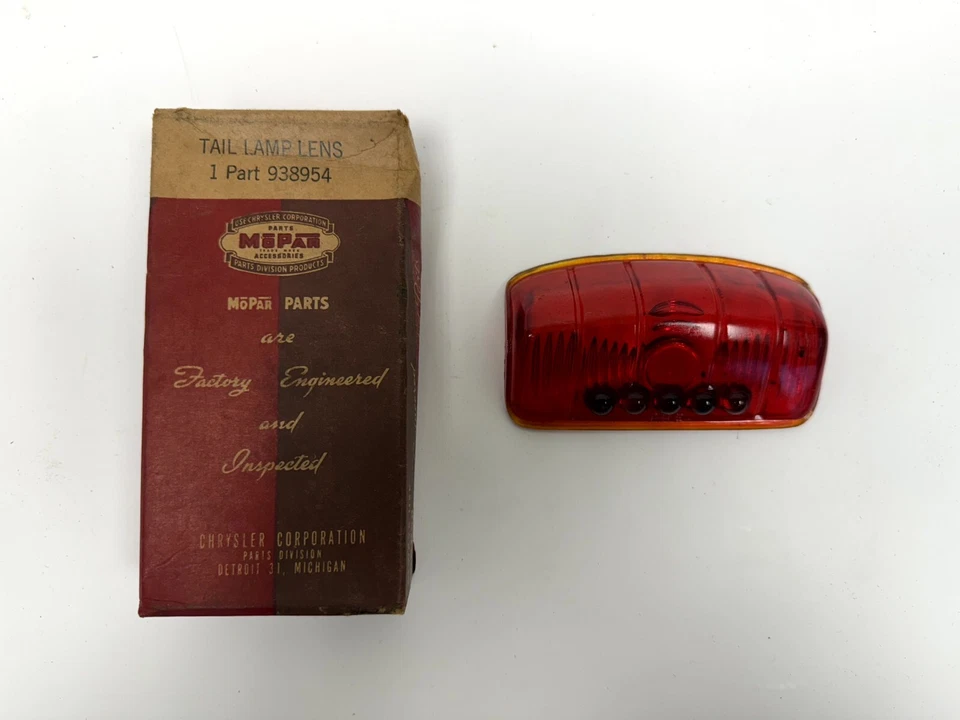 TAIL LAMP LENS
1 Part 938954
USE CHRYSLER CORPORATION
PARTS
MOPAR
TRADE MARK
ACCESSORIES
PARTS DIVISION PRODUCTS
MOPAR PARTS
are
Factory Engineered
and
Inspected
CHRYSLER CORPORATION
PARTS DIVISION
DETROIT 31, MICHIGAN